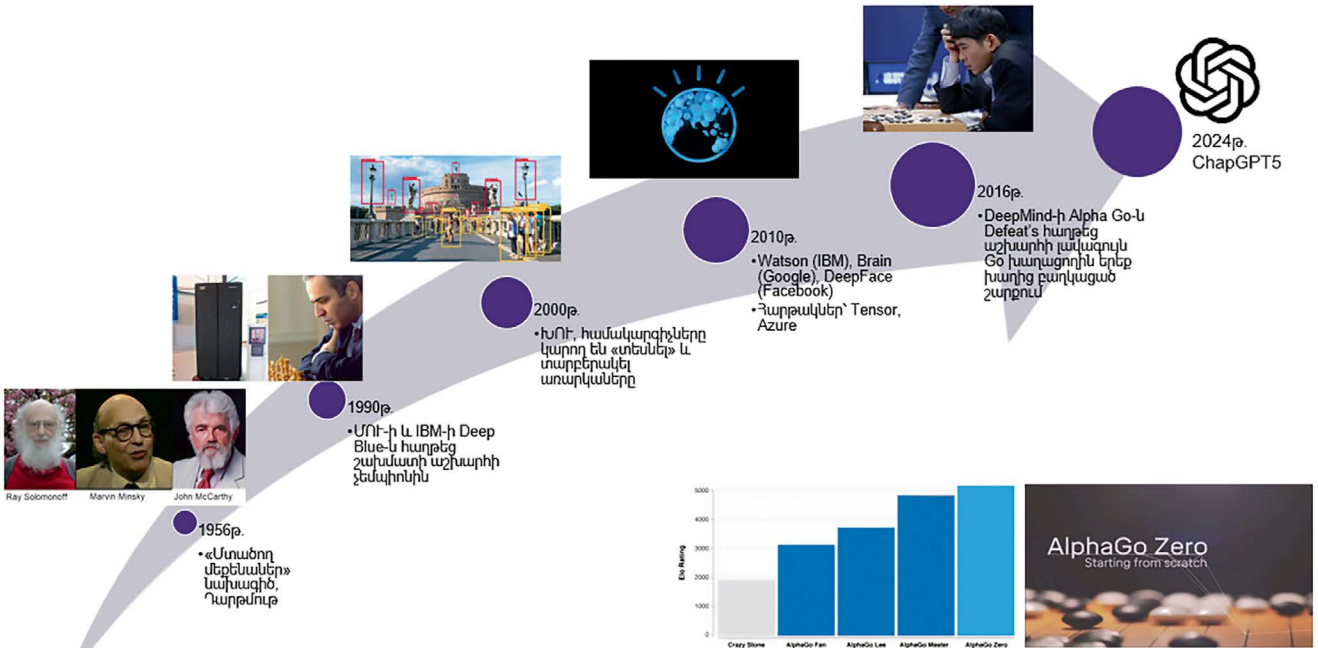 Ray Solomonoff
Marvin Minsky
John McCarthy
1956թ.
•«Մտածող
մեքենաներ»
նախագիծ,
Դարթմութ
1990թ.
•ՄՈՒ-ի և IBM-ի Deep
Blue-ն հաղթեց
շախմատի աշխարհի
չեմպիոնին
2000թ.
•ԽՈՒ, համակարգիչները
կարող են «տեսնել» և
տարբերակել
առարկաները
2010թ.
•Watson (IBM), Brain
(Google), DeepFace
(Facebook)
•Հարթակներ՝ Tensor,
Azure
2016թ.
•DeepMind-ի Alpha Go-ն
Defeat's հաղթեց
աշխարհի լավագույն
Go խաղացողին երեք
խաղից բաղկացած
շարքում
2024թ.
ChapGPT5
Elo Rating
5000
4000
3000
2000
1000
0
Crazy Stone
AlphaGo Fan
AlphaGo Lee
AlphaGo Master
AlphaGo Zero
AlphaGo Zero
Starting from scratch